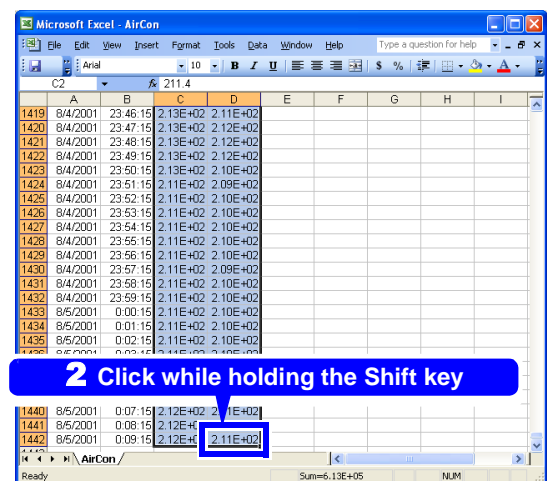 Microsoft Excel - AirCon
File Edit View Insert Format Tools Data Window Help Type a question for help
Arial 10 B I U $ %
C2 fx 211.4
A B C D E F G H I
1419 8/4/2001 23:46:15 2.13E+02 2.11E+02
1420 8/4/2001 23:47:15 2.13E+02 2.12E+02
1421 8/4/2001 23:48:15 2.13E+02 2.12E+02
1422 8/4/2001 23:49:15 2.13E+02 2.12E+02
1423 8/4/2001 23:50:15 2.13E+02 2.10E+02
1424 8/4/2001 23:51:15 2.11E+02 2.09E+02
1425 8/4/2001 23:52:15 2.11E+02 2.10E+02
1426 8/4/2001 23:53:15 2.11E+02 2.10E+02
1427 8/4/2001 23:54:15 2.11E+02 2.10E+02
1428 8/4/2001 23:55:15 2.11E+02 2.10E+02
1429 8/4/2001 23:56:15 2.11E+02 2.10E+02
1430 8/4/2001 23:57:15 2.11E+02 2.09E+02
1431 8/4/2001 23:58:15 2.11E+02 2.10E+02
1432 8/4/2001 23:59:15 2.11E+02 2.10E+02
1433 8/5/2001 0:00:15 2.11E+02 2.10E+02
1434 8/5/2001 0:01:15 2.11E+02 2.10E+02
1435 8/5/2001 0:02:15 2.11E+02 2.10E+02
2 Click while holding the Shift key
1440 8/5/2001 0:07:15 2.12E+02
1441 8/5/2001 0:08:15
1442 8/5/2001 0:09:15 2.11E+02
AirCon
Ready Sum=6.13E+05 NUM